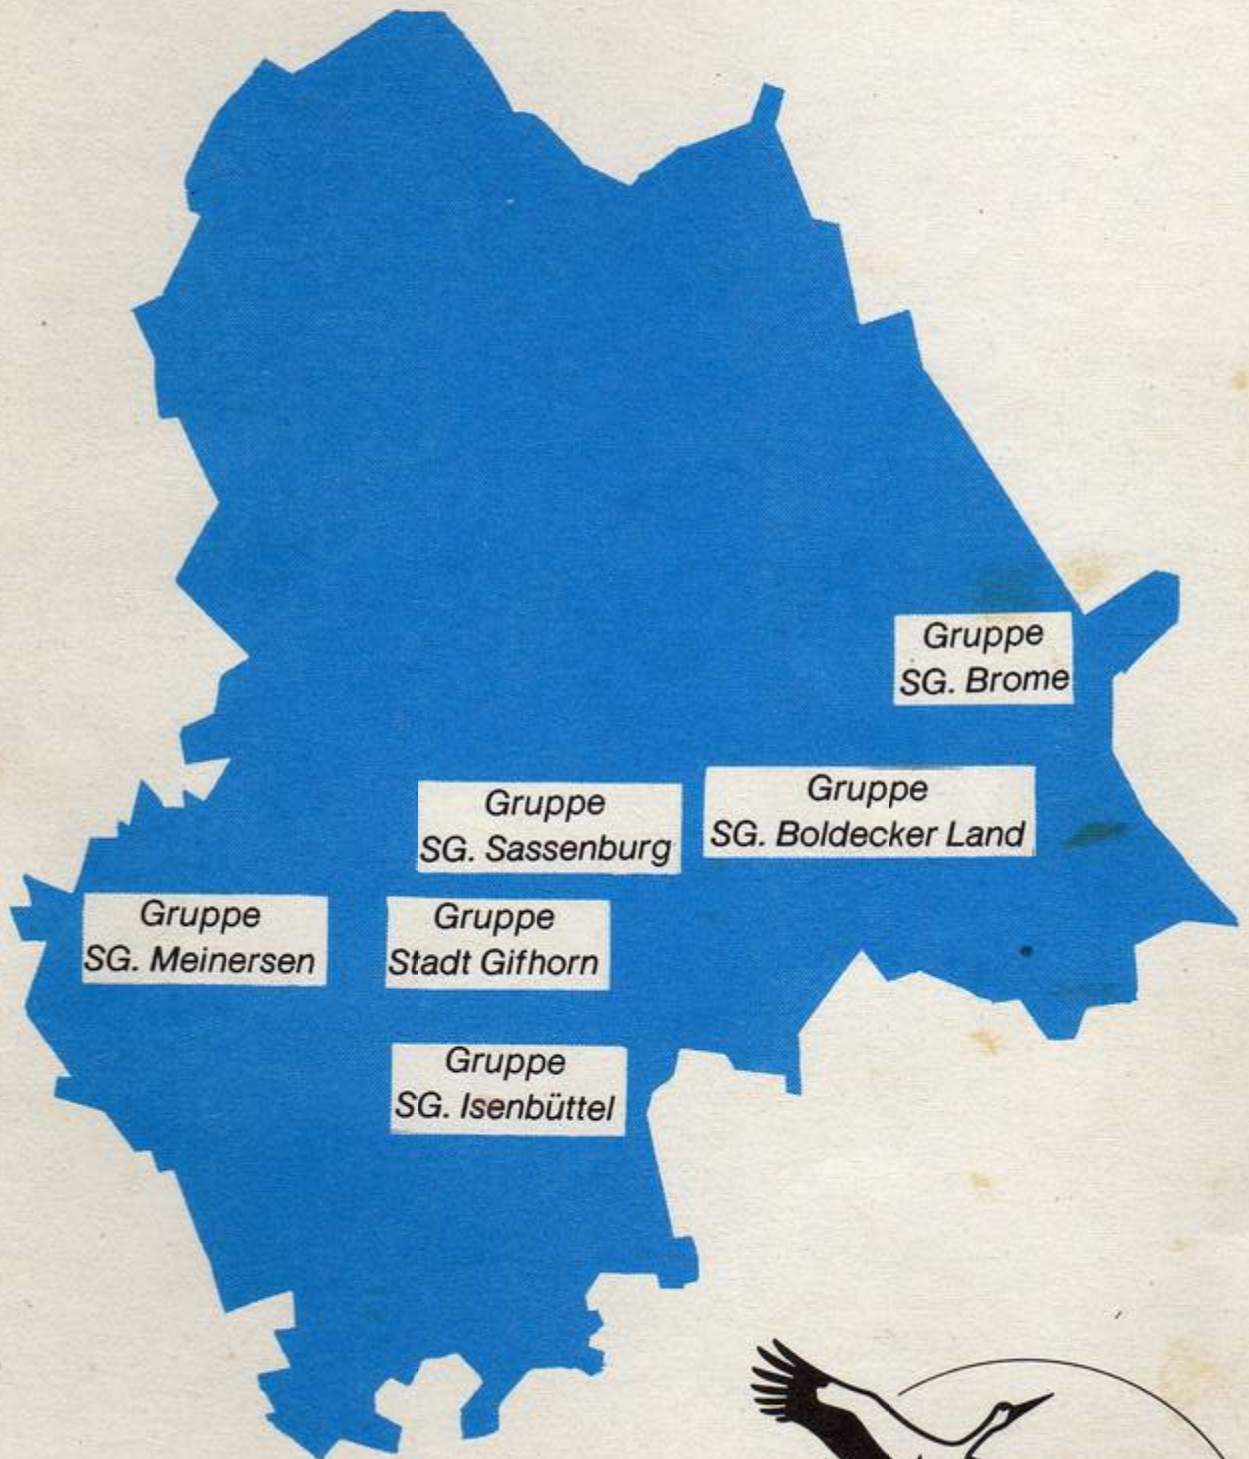 Gruppe
SG. Brome
Gruppe
SG. Boldecker Land
Gruppe
SG. Sassenburg
Gruppe
SG. Meinersen
Gruppe
Stadt Gifhorn
Gruppe
SG. Isenbüttel